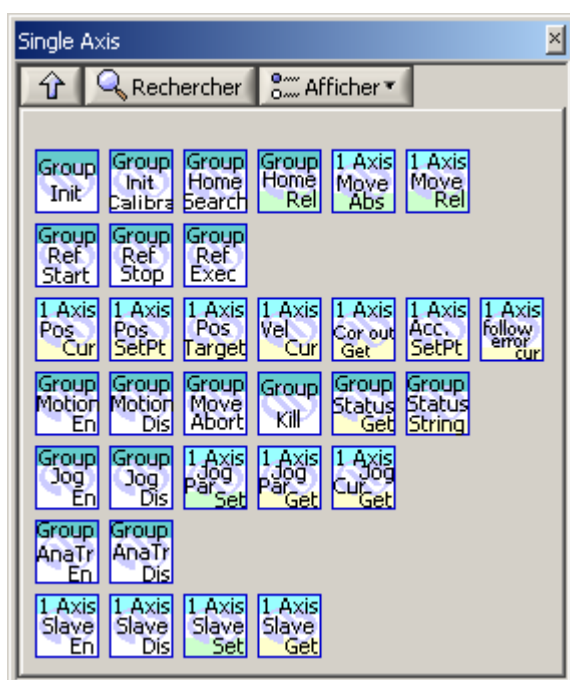 Single Axis
Rechercher Afficher
Group Init
Group Init Calibra
Group Home Search
Group Home Rel
1 Axis Move Abs
1 Axis Move Rel
Group Ref Start
Group Ref Stop
Group Ref Exec
1 Axis Pos Cur
1 Axis Pos SetPt
1 Axis Pos Target
1 Axis Vel Cur
1 Axis Cor out Get
1 Axis Acc. SetPt
1 Axis follow error cur
Group Motion En
Group Motion Dis
Group Move Abort
Group Kill
Group Status Get
Group Status String
Group Jog En
Group Jog Dis
1 Axis Jog Par Set
1 Axis Jog Par Get
1 Axis Jog Cur Get
Group AnaTr En
Group AnaTr Dis
1 Axis Slave En
1 Axis Slave Dis
1 Axis Slave Set
1 Axis Slave Get